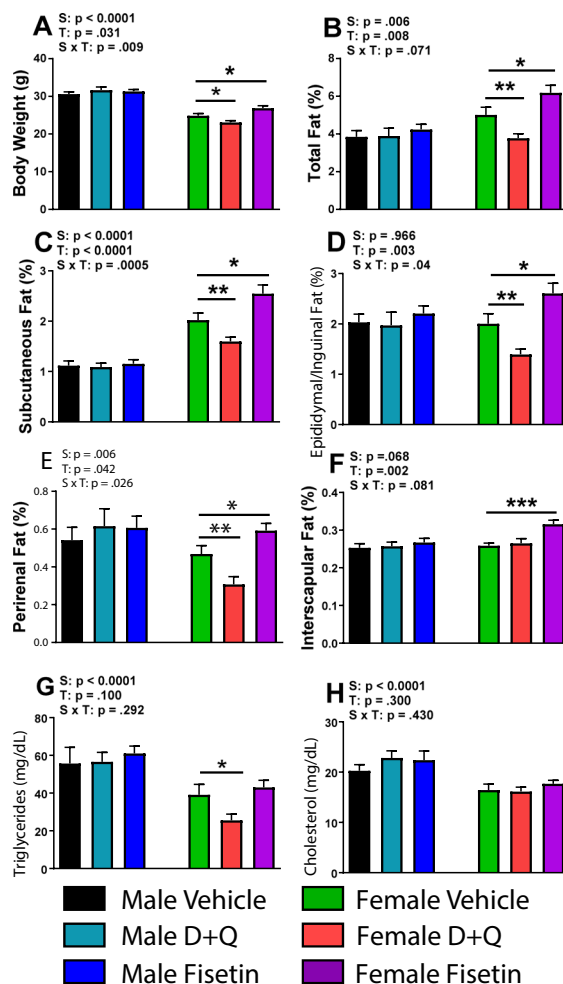 A
S: p < 0.0001
T: p = .031
S x T: p = .009
Body Weight (g)
40
30
20
10
0
*
*
B
S: p = .006
T: p = .008
S x T: p = .071
Total Fat (%)
8
6
4
2
0
**
*
C
S: p < 0.0001
T: p < 0.0001
S x T: p = .0005
Subcutaneous Fat (%)
3
2
1
0
**
*
D
S: p = .966
T: p = .003
S x T: p = .04
Epididymal/Inguinal Fat (%)
3
2
1
0
**
*
E
S: p = .006
T: p = .042
S x T: p = .026
Perirenal Fat (%)
0.8
0.6
0.4
0.2
0.0
**
*
F
S: p =.068
T: p =.002
S x T: p = .081
Interscapular Fat (%)
0.4
0.3
0.2
0.1
0.0
***
G
S: p < 0.0001
T: p = .100
S x T: p = .292
Triglycerides (mg/dL)
80
60
40
20
0
*
H
S: p < 0.0001
T: p = .300
S x T: p = .430
Cholesterol (mg/dL)
30
20
10
0
Male Vehicle
Female Vehicle
Male D+Q
Female D+Q
Male Fisetin
Female Fisetin